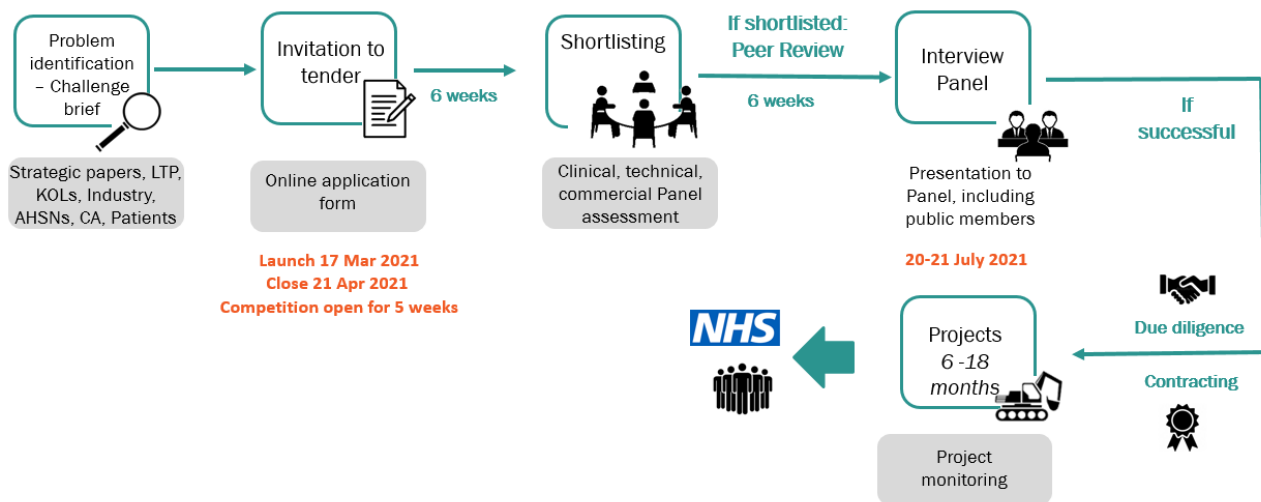 Problem
identification
– Challenge
brief
Strategic papers, LTP,
KOLs, Industry,
AHSNs, CA, Patients
Invitation to
tender
Online application
form
Launch 17 Mar 2021
Close 21 Apr 2021
Competition open for 5 weeks
6 weeks
Shortlisting
Clinical, technical,
commercial Panel
assessment
If shortlisted:
Peer Review
6 weeks
Interview
Panel
Presentation to
Panel, including
public members
20-21 July 2021
If
successful
Due diligence
Contracting
Projects
6 -18
months
Project
monitoring
NHS